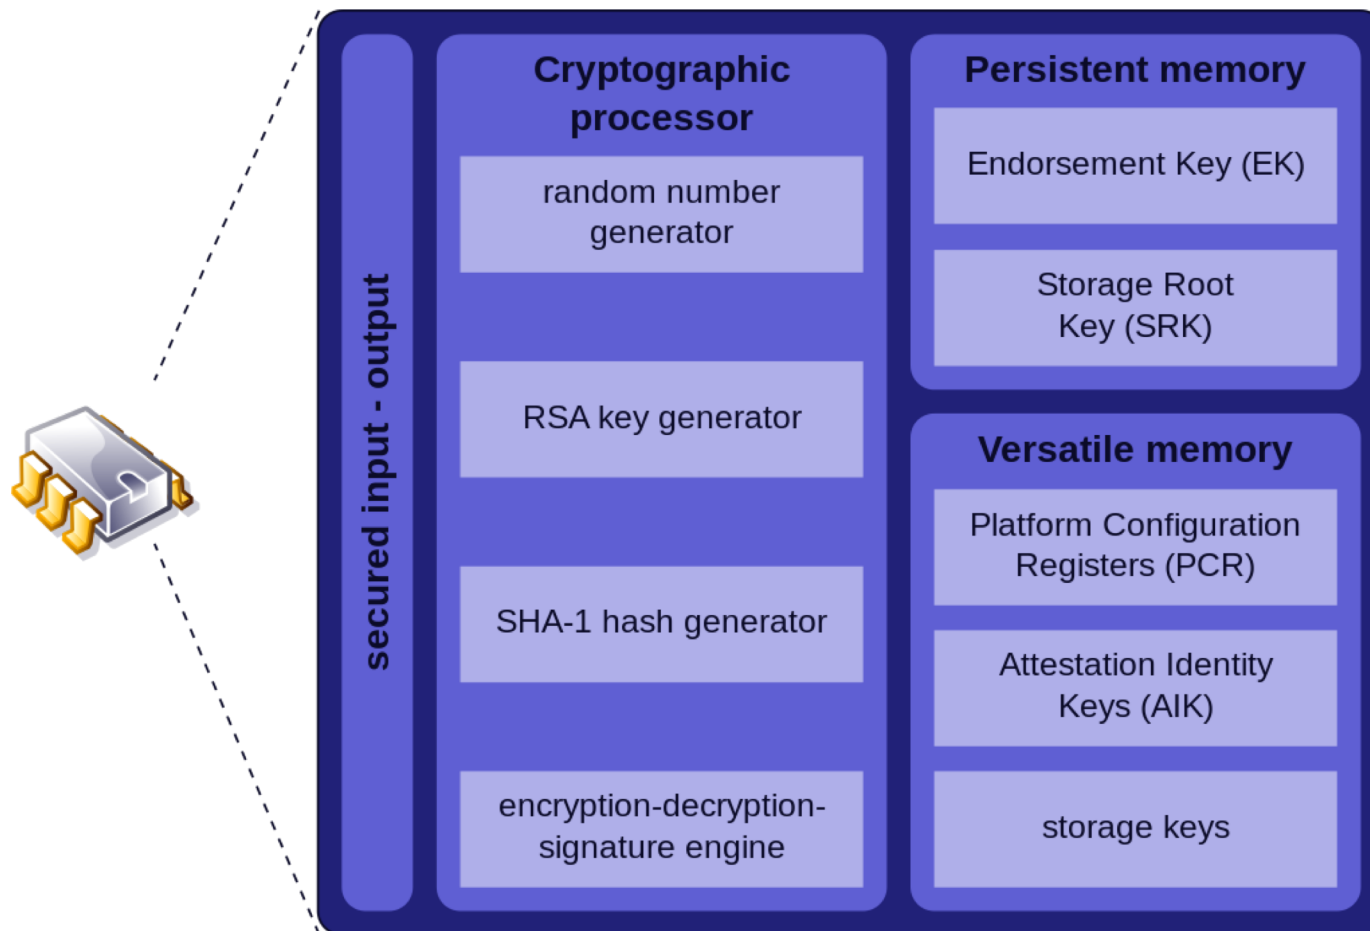 secured input - output
Cryptographic
processor
random number
generator
RSA key generator
SHA-1 hash generator
encryption-decryption-
signature engine
Persistent memory
Endorsement Key (EK)
Storage Root
Key (SRK)
Versatile memory
Platform Configuration
Registers (PCR)
Attestation Identity
Keys (AIK)
storage keys